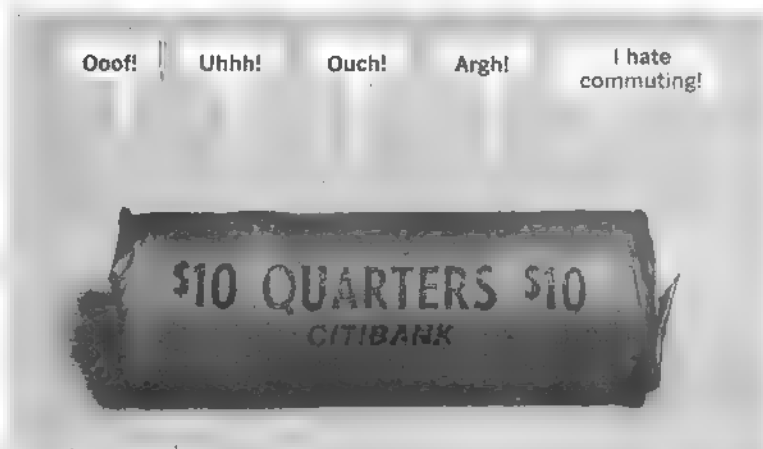 Ooof!
Uhhh!
Ouch!
Argh!
I hate
commuting!
$10 QUARTERS $10
CITIBANK